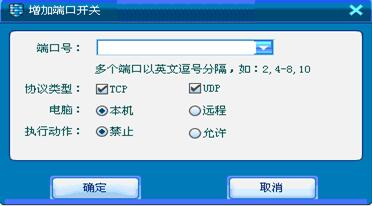 增加端口开关
端口号：
多个端口以英文逗号分隔，如：2,4-8,10
协议类型： TCP UDP
电脑： 本机 远程
执行动作： 禁止 允许
确定 取消